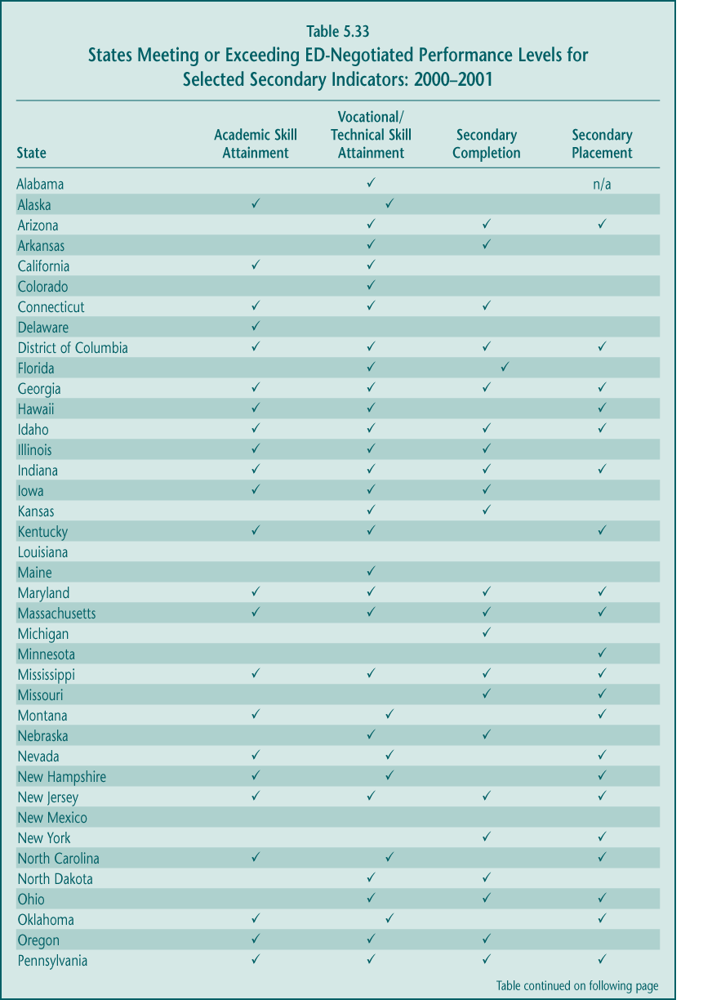 Table 5.33
States Meeting or Exceeding ED-Negotiated Performance Levels for
Selected Secondary Indicators: 2000–2001
Vocational/
Academic Skill Technical Skill Secondary Secondary
State Attainment Attainment Completion Placement
Alabama ✓ n/a
Alaska ✓ ✓
Arizona ✓ ✓ ✓
Arkansas ✓ ✓
California ✓ ✓
Colorado ✓
Connecticut ✓ ✓ ✓
Delaware ✓
District of Columbia ✓ ✓ ✓ ✓
Florida ✓ ✓
Georgia ✓ ✓ ✓ ✓
Hawaii ✓ ✓ ✓
Idaho ✓ ✓ ✓ ✓
Illinois ✓ ✓ ✓
Indiana ✓ ✓ ✓ ✓
Iowa ✓ ✓ ✓
Kansas ✓ ✓
Kentucky ✓ ✓ ✓
Louisiana
Maine ✓
Maryland ✓ ✓ ✓ ✓
Massachusetts ✓ ✓ ✓ ✓
Michigan ✓
Minnesota ✓
Mississippi ✓ ✓ ✓ ✓
Missouri ✓ ✓
Montana ✓ ✓ ✓
Nebraska ✓ ✓
Nevada ✓ ✓ ✓
New Hampshire ✓ ✓ ✓
New Jersey ✓ ✓ ✓ ✓
New Mexico
New York ✓ ✓
North Carolina ✓ ✓ ✓
North Dakota ✓ ✓
Ohio ✓ ✓ ✓
Oklahoma ✓ ✓ ✓
Oregon ✓ ✓ ✓
Pennsylvania ✓ ✓ ✓ ✓
Table continued on following page